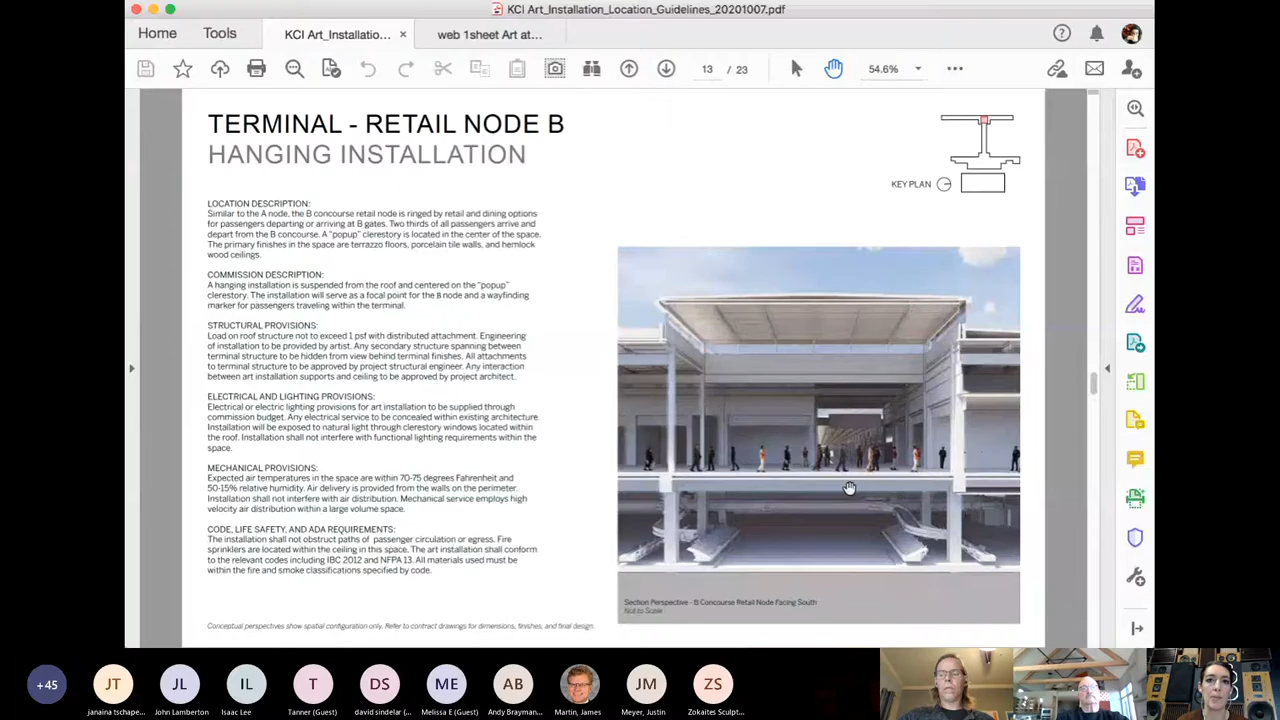 KCI Art_Installation_Location_Guidelines_20201007.pdf
Home
Tools
KCI Art_Installatio...
×
web 1sheet Art at...
13 / 23
54.6%
TERMINAL - RETAIL NODE B
HANGING INSTALLATION
KEY PLAN
LOCATION DESCRIPTION:
Similar to the A node, the B concourse retail node is ringed by retail and dining options
for passengers departing or arriving at B gates. Two thirds of all passengers arrive and
depart from the B concourse. A “popup” clerestory is located in the center of the space.
The primary finishes in the space are terrazzo floors, porcelain tile walls, and hemlock
wood ceilings.
COMMISSION DESCRIPTION:
A hanging installation is suspended from the roof and centered on the “popup”
clerestory. The installation will serve as a focal point for the B node and a wayfinding
marker for passengers traveling within the terminal.
STRUCTURAL PROVISIONS:
Load on roof structure not to exceed 1 psf with distributed attachment. Engineering
of installation to be provided by artist. Any secondary structure spanning between
terminal structure to be hidden from view behind terminal finishes. All attachments
to terminal structure to be approved by project structural engineer. Any interaction
between art installation supports and ceiling to be approved by project architect.
ELECTRICAL AND LIGHTING PROVISIONS:
Electrical or electric lighting provisions for art installation to be supplied through
commission budget. Any electrical service to be concealed within existing architecture.
Installation will be exposed to natural light through clerestory windows located within
the roof. Installation shall not interfere with functional lighting requirements within the
space.
MECHANICAL PROVISIONS:
Expected air temperatures in the space are within 70-75 degrees Fahrenheit and
50-15% relative humidity. Air delivery is provided from the walls on the perimeter.
Installation shall not interfere with air distribution. Mechanical service employs high
velocity air distribution within a large volume space.
CODE, LIFE SAFETY, AND ADA REQUIREMENTS:
The installation shall not obstruct paths of passenger circulation or egress. Fire
sprinklers are located within the ceiling in this space. The art installation shall conform
to the relevant codes including IBC 2012 and NFPA 13. All materials used must be
within the fire and smoke classifications specified by code.
Section Perspective - B Concourse Retail Node Facing South
Not to Scale
Conceptual perspectives show spatial configuration only. Refer to contract drawings for dimensions, finishes, and final design.
+45
JT
JL
IL
T
DS
ME
AB
JM
ZS
janaina tschape...
John Lamberton
Isaac Lee
Tanner (Guest)
david sindelar (...
Melissa E (Guest)
Andy Brayman...
Martin, James
Meyer, Justin
Zokaites Sculpt...